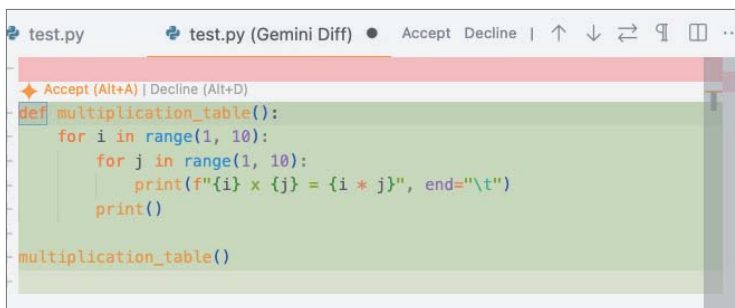 test.py test.py (Gemini Diff) Accept Decline | ↑ ↓ ⇄ ¶ ···
Accept (Alt+A) | Decline (Alt+D)
def multiplication_table():
    for i in range(1, 10):
        for j in range(1, 10):
            print(f"{i} x {j} = {i * j}", end="\t")
        print()
multiplication_table()